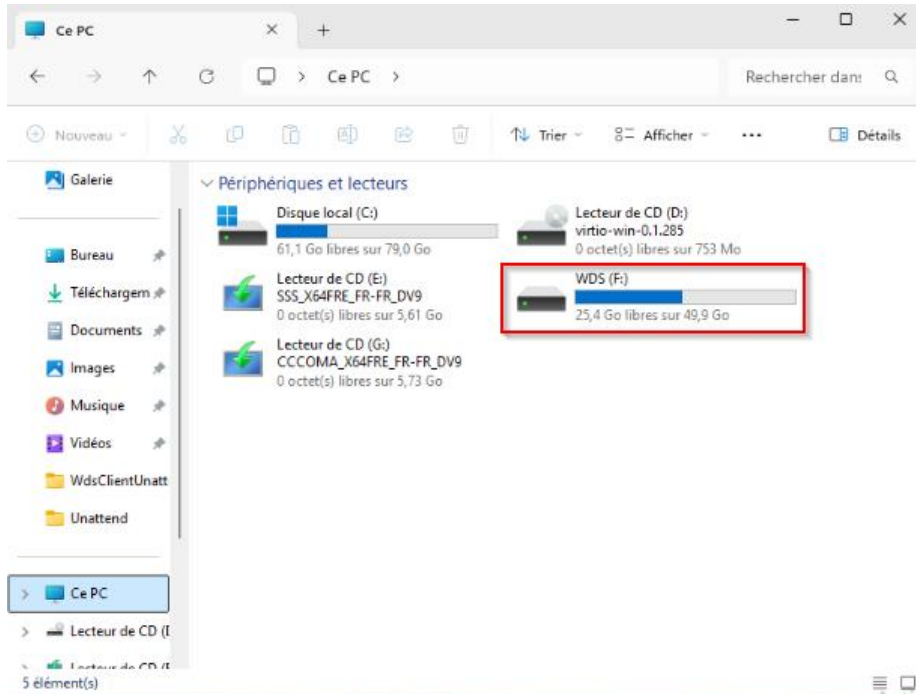 Ce PC
Ce PC
Rechercher dans
Nouveau
Trier
Afficher
Détails
Galerie
Bureau
Téléchargem
Documents
Images
Musique
Vidéos
WdsClientUnatt
Unattend
Ce PC
Lecteur de CD (D
Lecteur de CD (E
Périphériques et lecteurs
Disque local (C:)
61,1 Go libres sur 79,0 Go
Lecteur de CD (D:)
virtio-win-0.1.285
0 octet(s) libres sur 753 Mo
Lecteur de CD (E:)
SSS_X64FRE_FR-FR_DV9
0 octet(s) libres sur 5,61 Go
WDS (F:)
25,4 Go libres sur 49,9 Go
Lecteur de CD (G:)
CCCOMA_X64FRE_FR-FR_DV9
0 octet(s) libres sur 5,73 Go
5 élément(s)